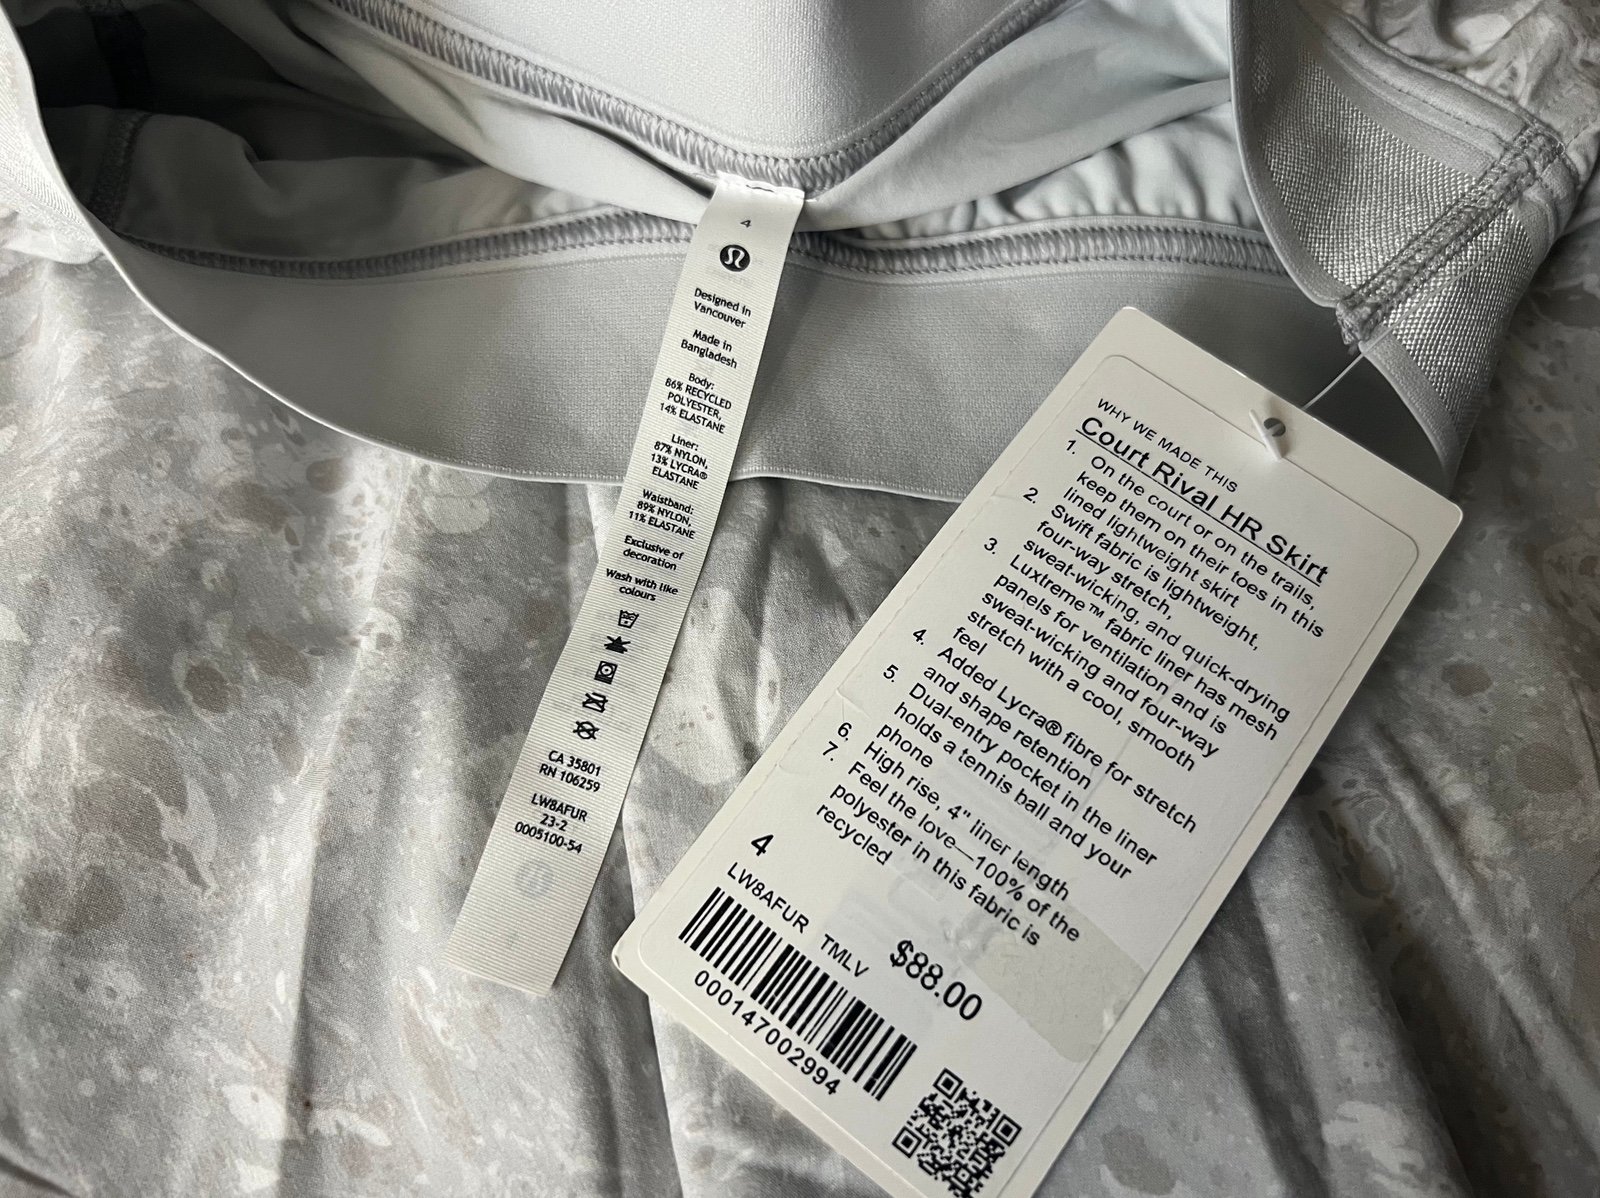 4
Designed in
Vancouver
Made in
Bangladesh
Body:
86% RECYCLED
POLYESTER,
14% ELASTANE
Liner:
87% NYLON,
13% LYCRA®
ELASTANE
Waistband:
89% NYLON,
11% ELASTANE
Exclusive of
decoration
Wash with like
colours
CA 35801
RN 106259
LW8AFUR
23-2
0005100-54
WHY WE MADE THIS
Court Rival HR Skirt
1. On the court or on the trails,
keep them on their toes in this
lined lightweight skirt
2. Swift fabric is lightweight,
four-way stretch,
sweat-wicking, and quick-drying
3. Luxtreme™ fabric liner has mesh
panels for ventilation and is
sweat-wicking and four-way
stretch with a cool, smooth
feel
4. Added Lycra® fibre for stretch
and shape retention
5. Dual-entry pocket in the liner
holds a tennis ball and your
phone
6. High rise, 4" liner length
7. Feel the love—100% of the
polyester in this fabric is
recycled
4
LW8AFUR TMLV
$88.00
000147002994